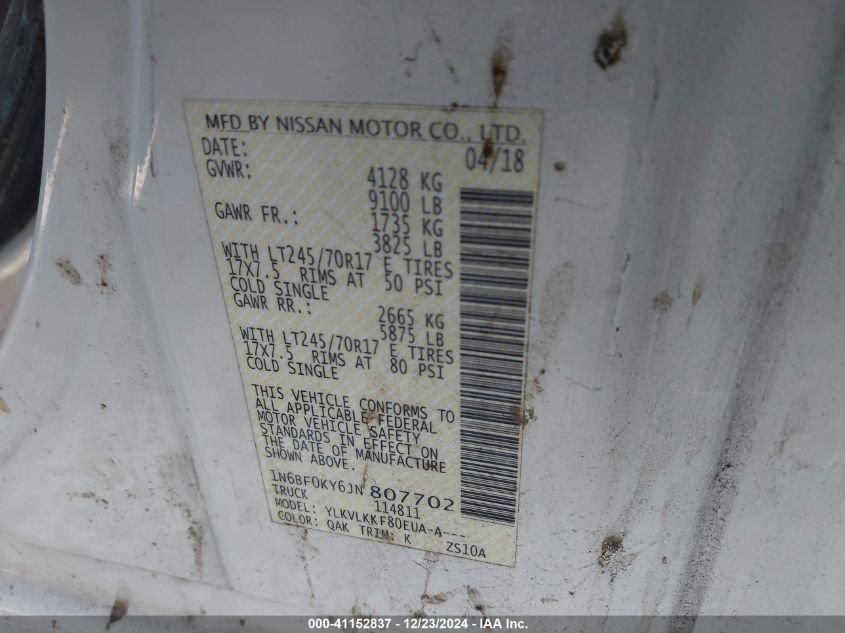 MFD BY NISSAN MOTOR CO., LTD.
DATE: 04/18
GVWR: 4128 KG
9100 LB
GAWR FR.: 1735 KG
3825 LB
WITH LT245/70R17 E TIRES
17X7.5 RIMS AT 50 PSI
COLD SINGLE
GAWR RR.: 2665 KG
5875 LB
WITH LT245/70R17 E TIRES
17X7.5 RIMS AT 80 PSI
COLD SINGLE
THIS VEHICLE CONFORMS TO
ALL APPLICABLE FEDERAL
MOTOR VEHICLE SAFETY
STANDARDS IN EFFECT ON
THE DATE OF MANUFACTURE
SHOWN ABOVE.
1N6BF0KY6JN807702
TRUCK 114811
MODEL: YLKVLKKF80EUA-A---
COLOR: QAK TRIM: K ZS10A
000-41152837 - 12/23/2024 - IAA Inc.